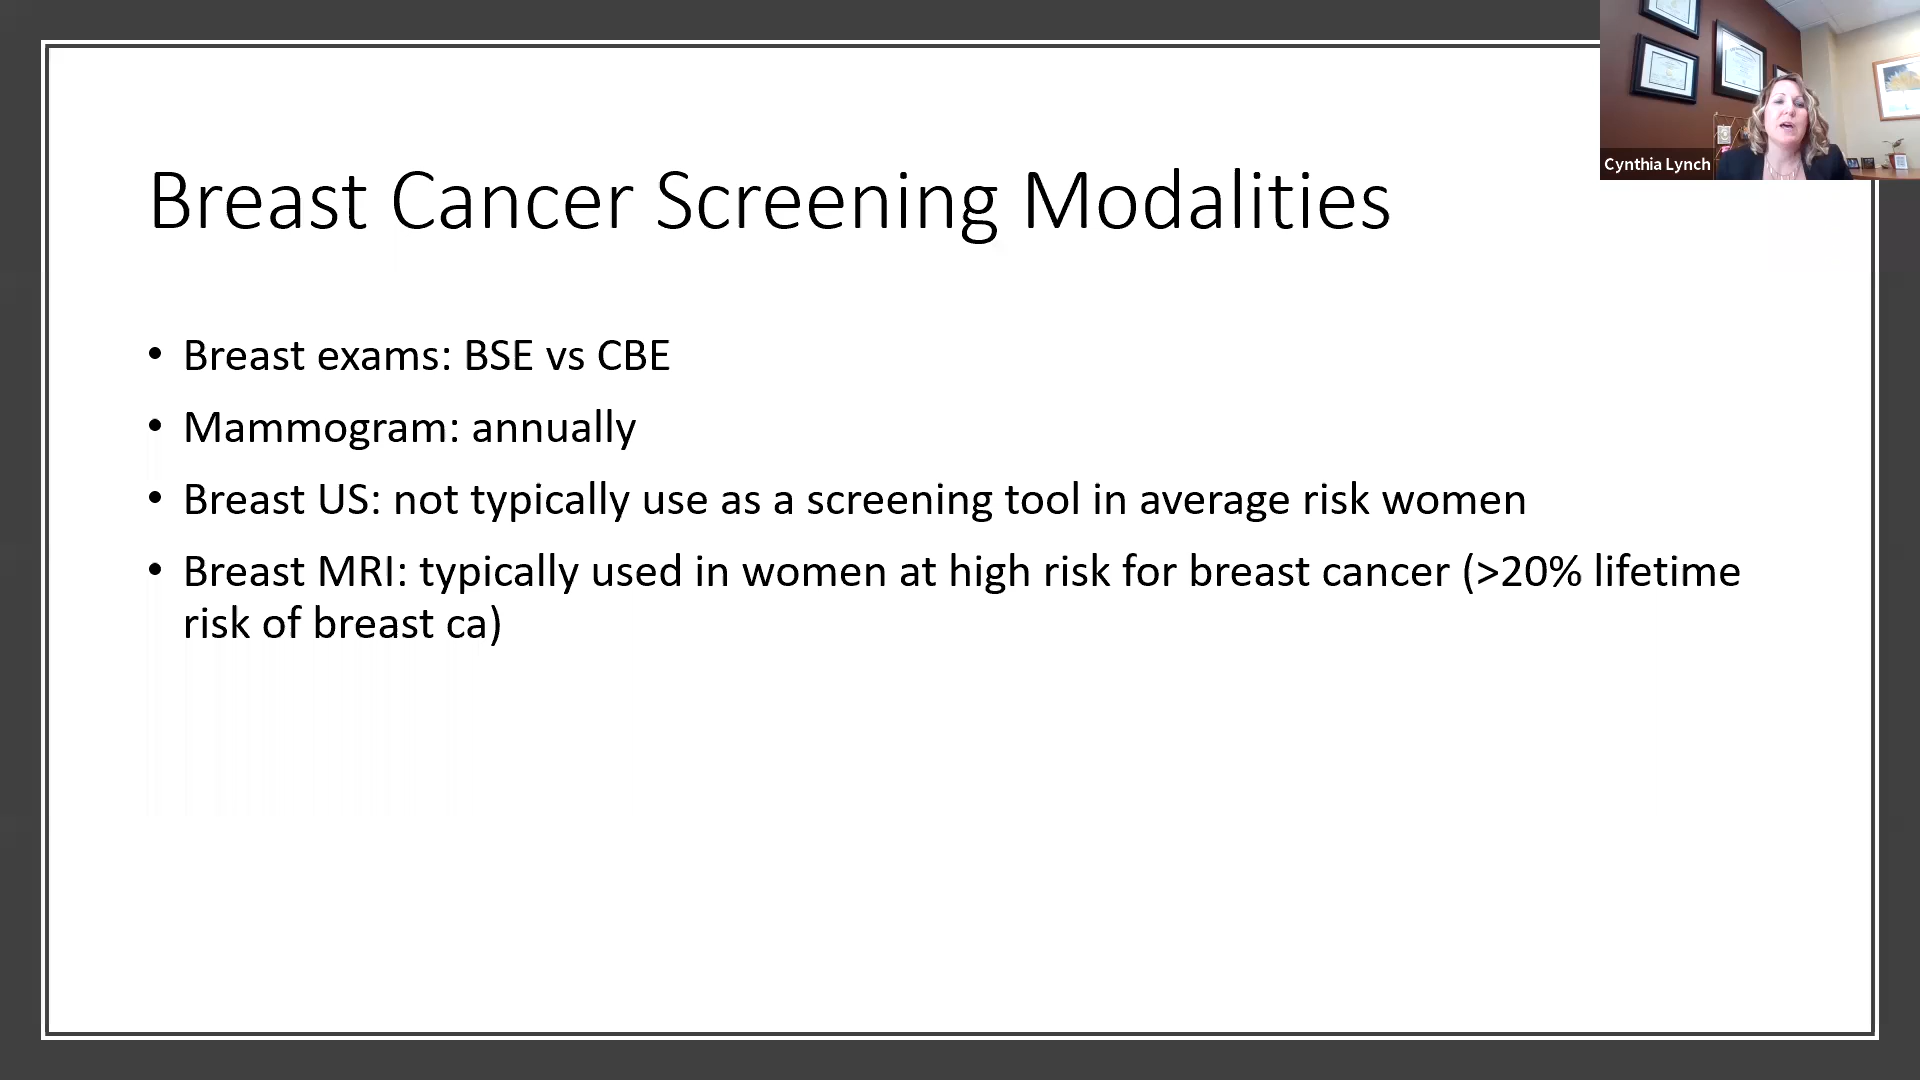 Breast Cancer Screening Modalities
• Breast exams: BSE vs CBE
• Mammogram: annually
• Breast US: not typically use as a screening tool in average risk women
• Breast MRI: typically used in women at high risk for breast cancer (>20% lifetime
risk of breast ca)
Cynthia Lynch